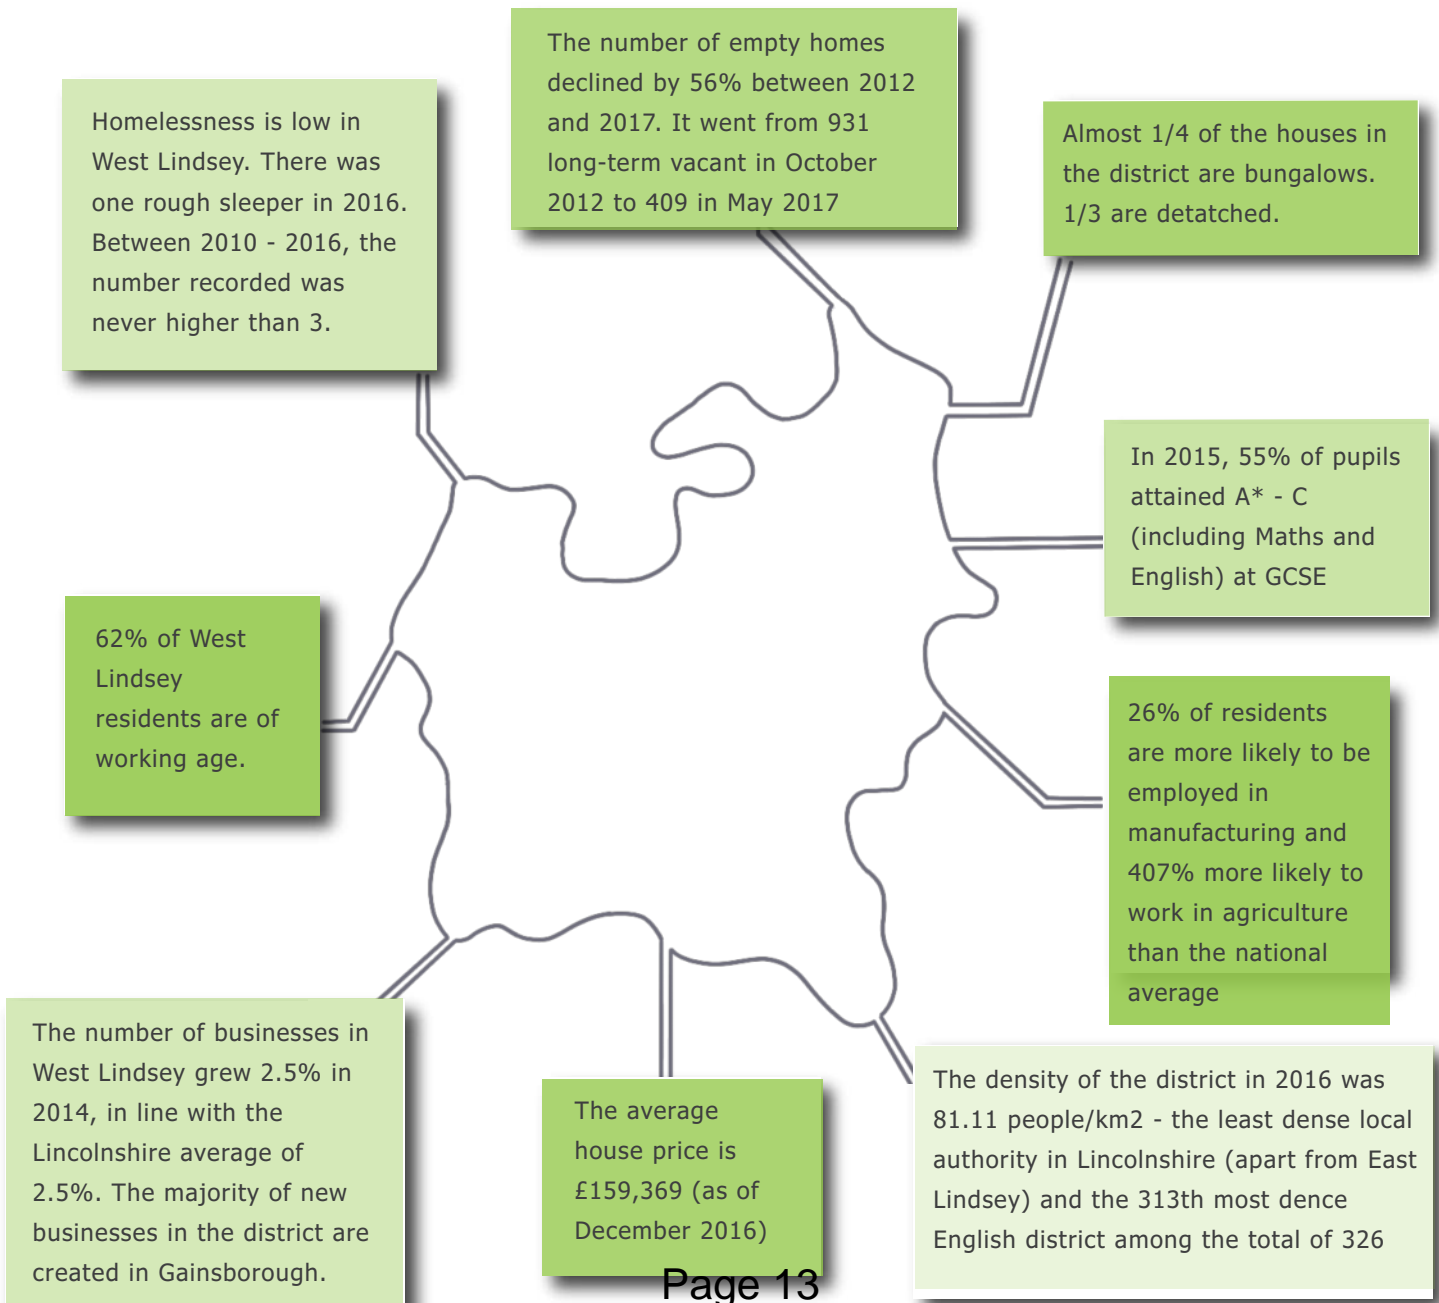 The number of empty homes
declined by 56% between 2012
and 2017. It went from 931
long-term vacant in October
2012 to 409 in May 2017
Homelessness is low in
West Lindsey. There was
one rough sleeper in 2016.
Between 2010 - 2016, the
number recorded was
never higher than 3.
Almost 1/4 of the houses in
the district are bungalows.
1/3 are detatched.
In 2015, 55% of pupils
attained A* - C
(including Maths and
English) at GCSE
62% of West
Lindsey
residents are of
working age.
26% of residents
are more likely to be
employed in
manufacturing and
407% more likely to
work in agriculture
than the national
average
The number of businesses in
West Lindsey grew 2.5% in
2014, in line with the
Lincolnshire average of
2.5%. The majority of new
businesses in the district are
created in Gainsborough.
The average
house price is
£159,369 (as of
December 2016)
The density of the district in 2016 was
81.11 people/km2 - the least dense local
authority in Lincolnshire (apart from East
Lindsey) and the 313th most dence
English district among the total of 326
Page 13